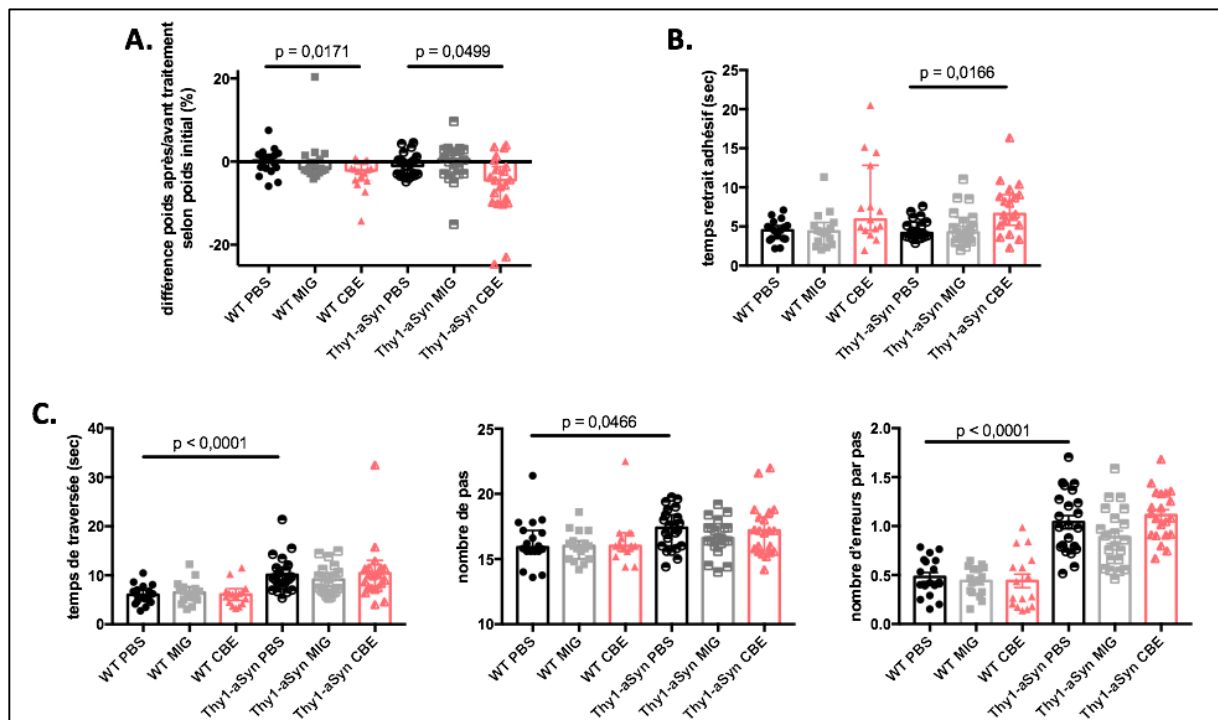 A.
p = 0,0171
p = 0,0499
différence poids après/avant traitement
selon poids initial (%)
20
0
-20
WT PBS
WT MIG
WT CBE
Thy1-aSyn PBS
Thy1-aSyn MIG
Thy1-aSyn CBE
B.
p = 0,0166
temps retrait adhésif (sec)
25
20
15
10
5
0
WT PBS
WT MIG
WT CBE
Thy1-aSyn PBS
Thy1-aSyn MIG
Thy1-aSyn CBE
C.
p < 0,0001
temps de traversée (sec)
40
30
20
10
0
WT PBS
WT MIG
WT CBE
Thy1-aSyn PBS
Thy1-aSyn MIG
Thy1-aSyn CBE
p = 0,0466
nombre de pas
25
20
15
10
WT PBS
WT MIG
WT CBE
Thy1-aSyn PBS
Thy1-aSyn MIG
Thy1-aSyn CBE
p < 0,0001
nombre d'erreurs par pas
2.0
1.5
1.0
0.5
0.0
WT PBS
WT MIG
WT CBE
Thy1-aSyn PBS
Thy1-aSyn MIG
Thy1-aSyn CBE